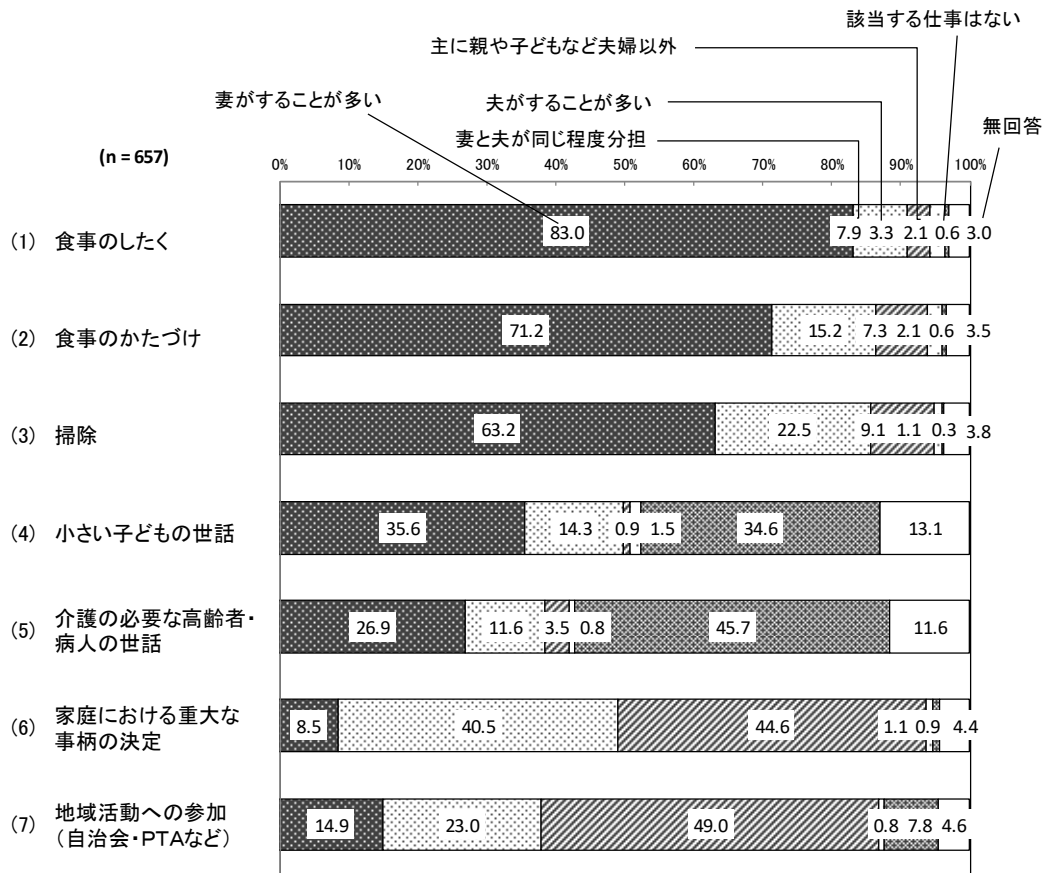 該当する仕事はない
主に親や子どもなど夫婦以外
妻がすることが多い
夫がすることが多い
無回答
妻と夫が同じ程度分担
(n = 657)
0% 10% 20% 30% 40% 50% 60% 70% 80% 90% 100%
(1) 食事のしたく 83.0 7.9 3.3 2.1 0.6 3.0
(2) 食事のかたづけ 71.2 15.2 7.3 2.1 0.6 3.5
(3) 掃除 63.2 22.5 9.1 1.1 0.3 3.8
(4) 小さい子どもの世話 35.6 14.3 0.9 1.5 34.6 13.1
(5) 介護の必要な高齢者・
病人の世話
26.9 11.6 3.5 0.8 45.7 11.6
(6) 家庭における重大な
事柄の決定
8.5 40.5 44.6 1.1 0.9 4.4
(7) 地域活動への参加
（自治会・PTAなど）
14.9 23.0 49.0 0.8 7.8 4.6